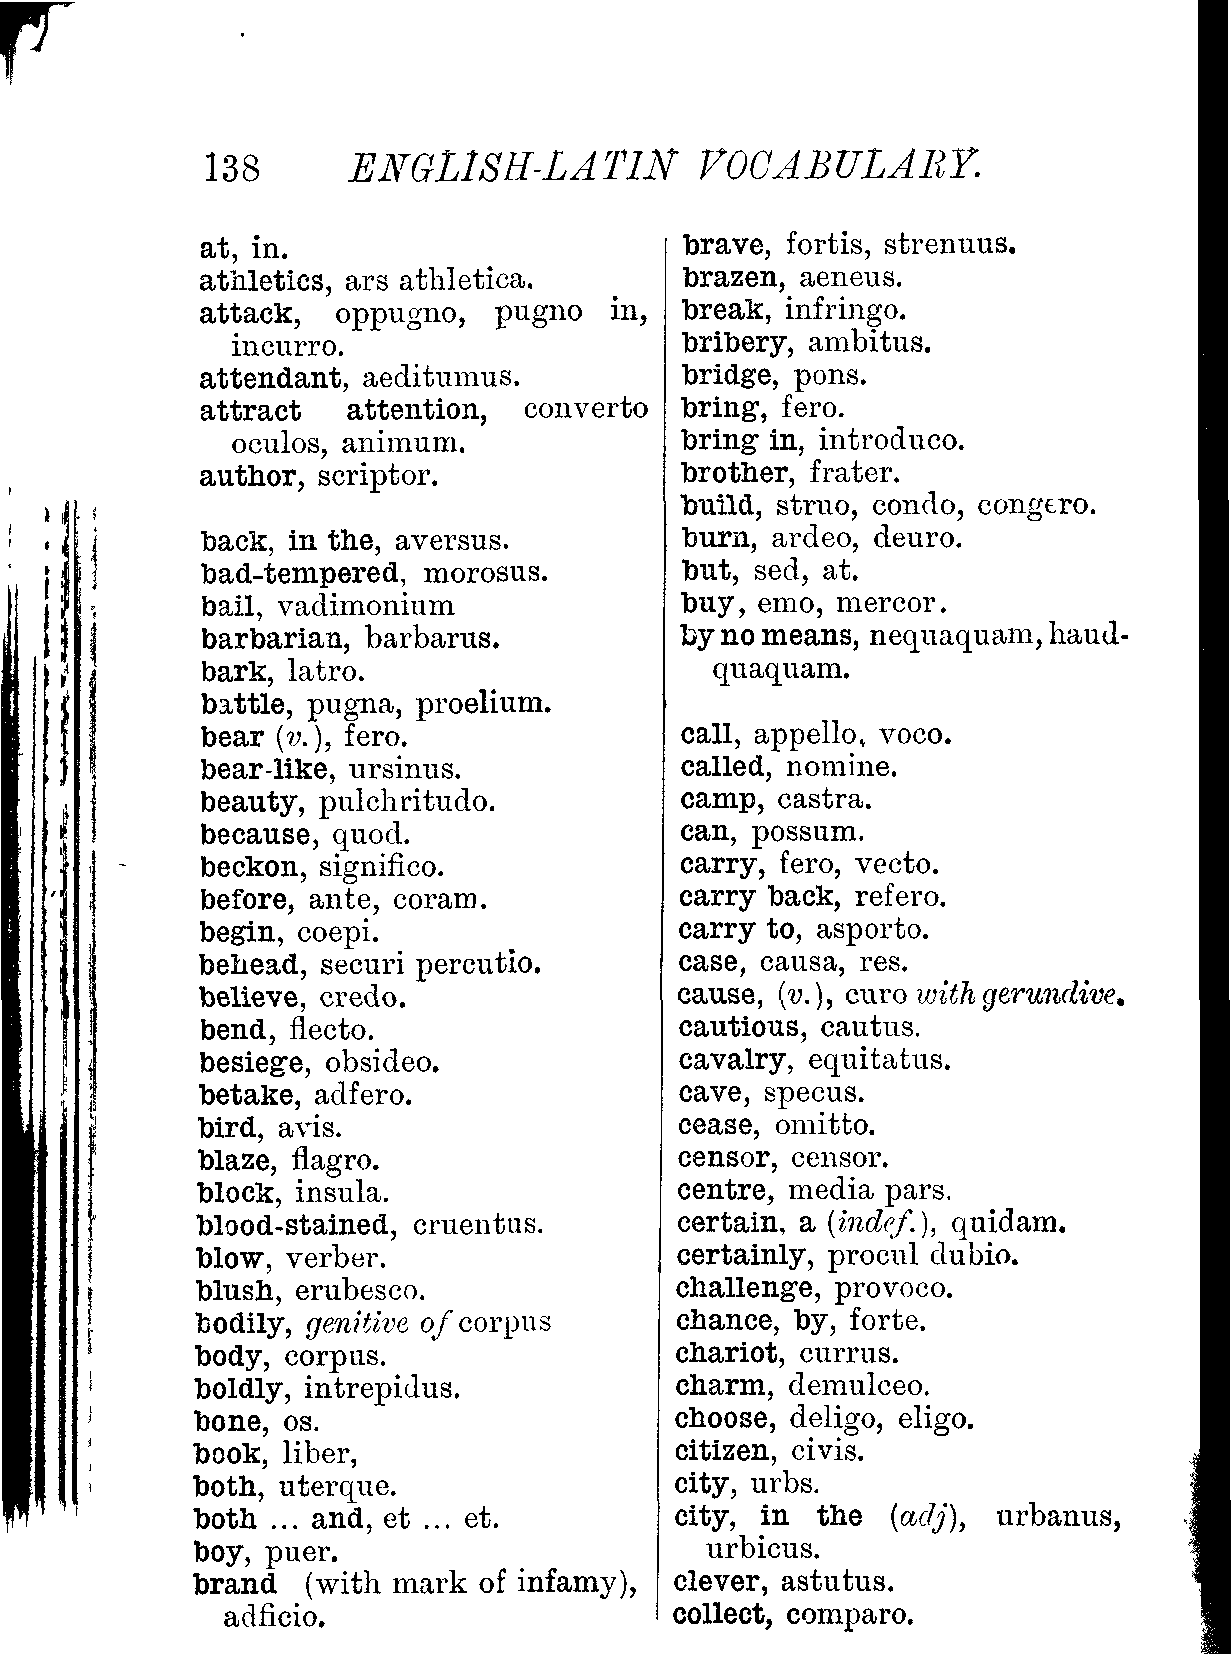 138 ENGLISH-LATIN VOCABULARY.
at, in.
athletics, ars athletica.
attack, oppugno, pugno in,
incurro.
attendant, aeditumus.
attract attention, converto
oculos, animum.
author, scriptor.
back, in the, aversus.
bad-tempered, morosus.
bail, vadimonium
barbarian, barbarus.
bark, latro.
battle, pugna, proelium.
bear (v.), fero.
bear-like, ursinus.
beauty, pulchritudo.
because, quod.
beckon, significo.
before, ante, coram.
begin, coepi.
behead, securi percutio.
believe, credo.
bend, flecto.
besiege, obsideo.
betake, adfero.
bird, avis.
blaze, flagro.
block, insula.
blood-stained, cruentus.
blow, verber.
blush, erubesco.
bodily, genitive of corpus
body, corpus.
boldly, intrepidus.
bone, os.
book, liber,
both, uterque.
both ... and, et ... et.
boy, puer.
brand (with mark of infamy),
adficio.
brave, fortis, strenuus.
brazen, aeneus.
break, infringo.
bribery, ambitus.
bridge, pons.
bring, fero.
bring in, introduco.
brother, frater.
build, struo, condo, congero.
burn, ardeo, deuro.
but, sed, at.
buy, emo, mercor.
by no means, nequaquam, haud-
quaquam.
call, appello, voco.
called, nomine.
camp, castra.
can, possum.
carry, fero, vecto.
carry back, refero.
carry to, asporto.
case, causa, res.
cause, (v.), curo with gerundive.
cautious, cautus.
cavalry, equitatus.
cave, specus.
cease, omitto.
censor, censor.
centre, media pars.
certain, a (indef.), quidam.
certainly, procul dubio.
challenge, provoco.
chance, by, forte.
chariot, currus.
charm, demulceo.
choose, deligo, eligo.
citizen, civis.
city, urbs.
city, in the (adj), urbanus,
urbicus.
clever, astutus.
collect, comparo.